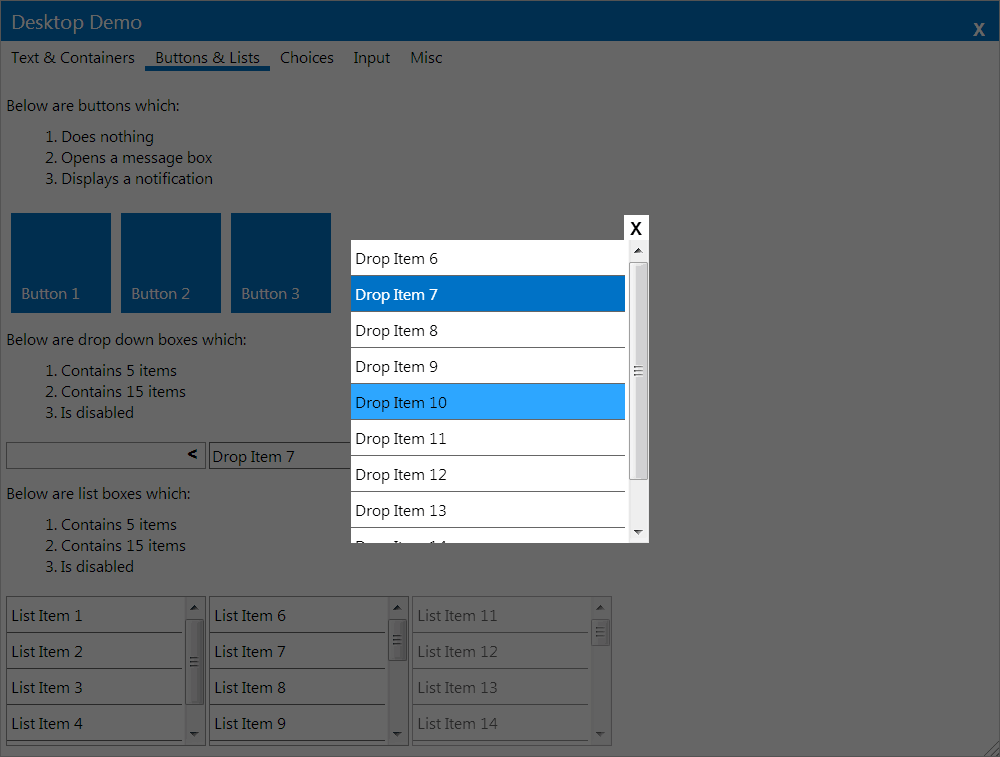 Desktop Demo
X
Text & Containers Buttons & Lists Choices Input Misc
Below are buttons which:
1. Does nothing
2. Opens a message box
3. Displays a notification
Button 1 Button 2 Button 3
Below are drop down boxes which:
1. Contains 5 items
2. Contains 15 items
3. Is disabled
< Drop Item 7
Below are list boxes which:
1. Contains 5 items
2. Contains 15 items
3. Is disabled
List Item 1
List Item 2
List Item 3
List Item 4
List Item 6
List Item 7
List Item 8
List Item 9
List Item 11
List Item 12
List Item 13
List Item 14
X
Drop Item 6
Drop Item 7
Drop Item 8
Drop Item 9
Drop Item 10
Drop Item 11
Drop Item 12
Drop Item 13
Drop Item 14